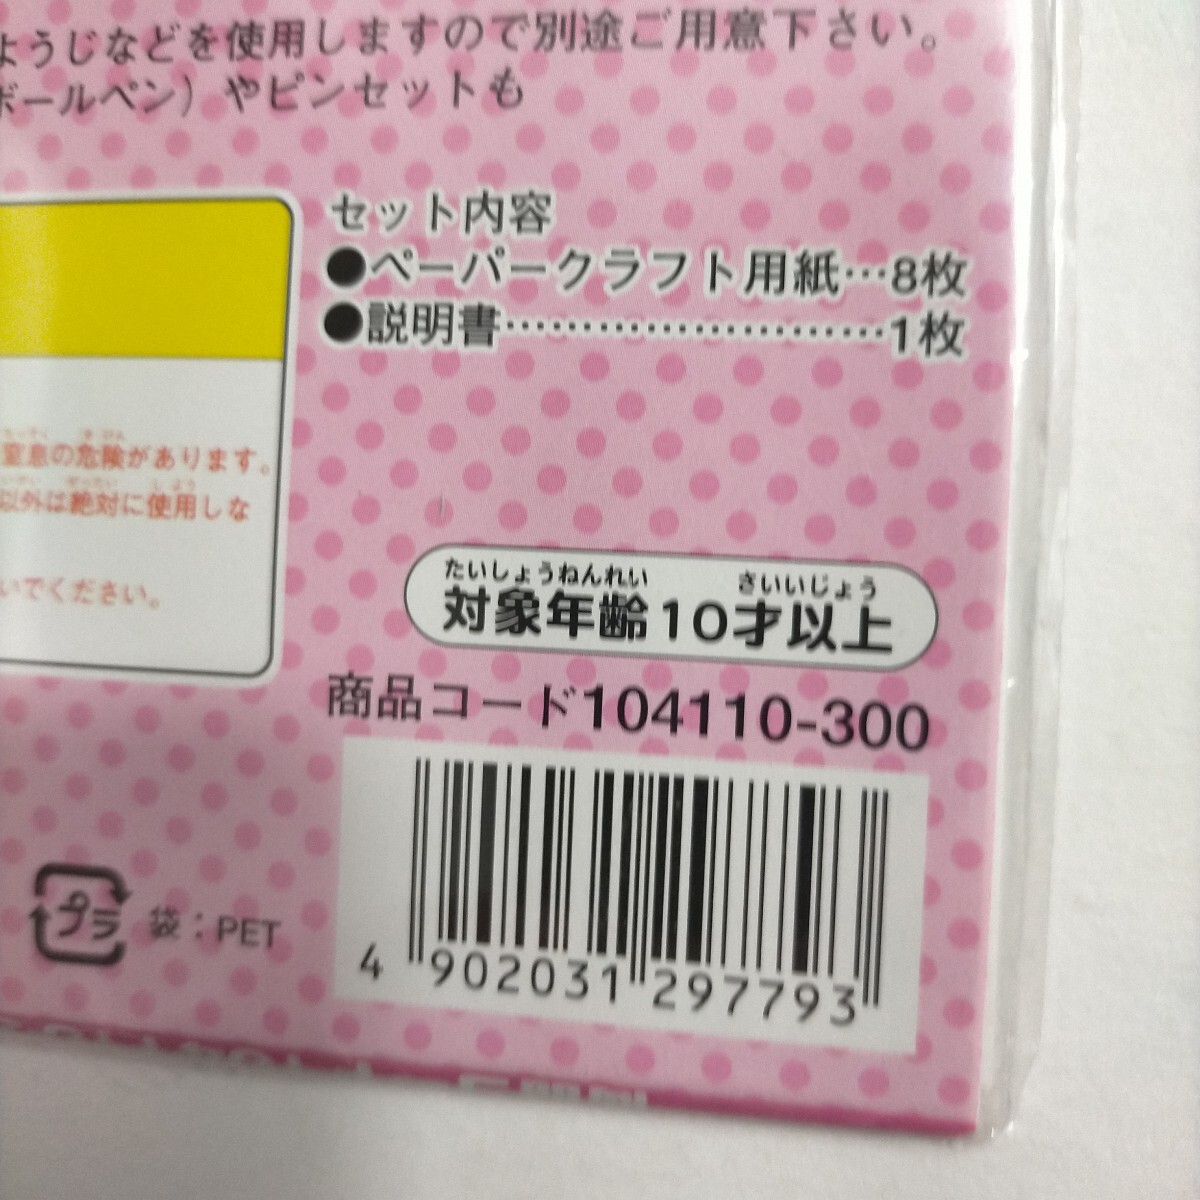 ようじなどを使用しますので別途ご用意下さい。
ボールペン）やピンセットも
セット内容
●ペーパークラフト用紙…8枚
●説明書……………………1枚
窒息の危険があります。
以外は絶対に使用しな
いでください。
たいしょうねんれい さいいじょう
対象年齢10才以上
商品コード104110-300
プラ 袋：PET
4 902031 297793